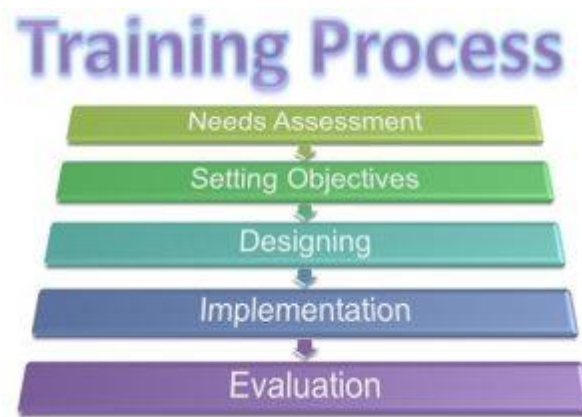 Training Process
Needs Assessment
Setting Objectives
Designing
Implementation
Evaluation